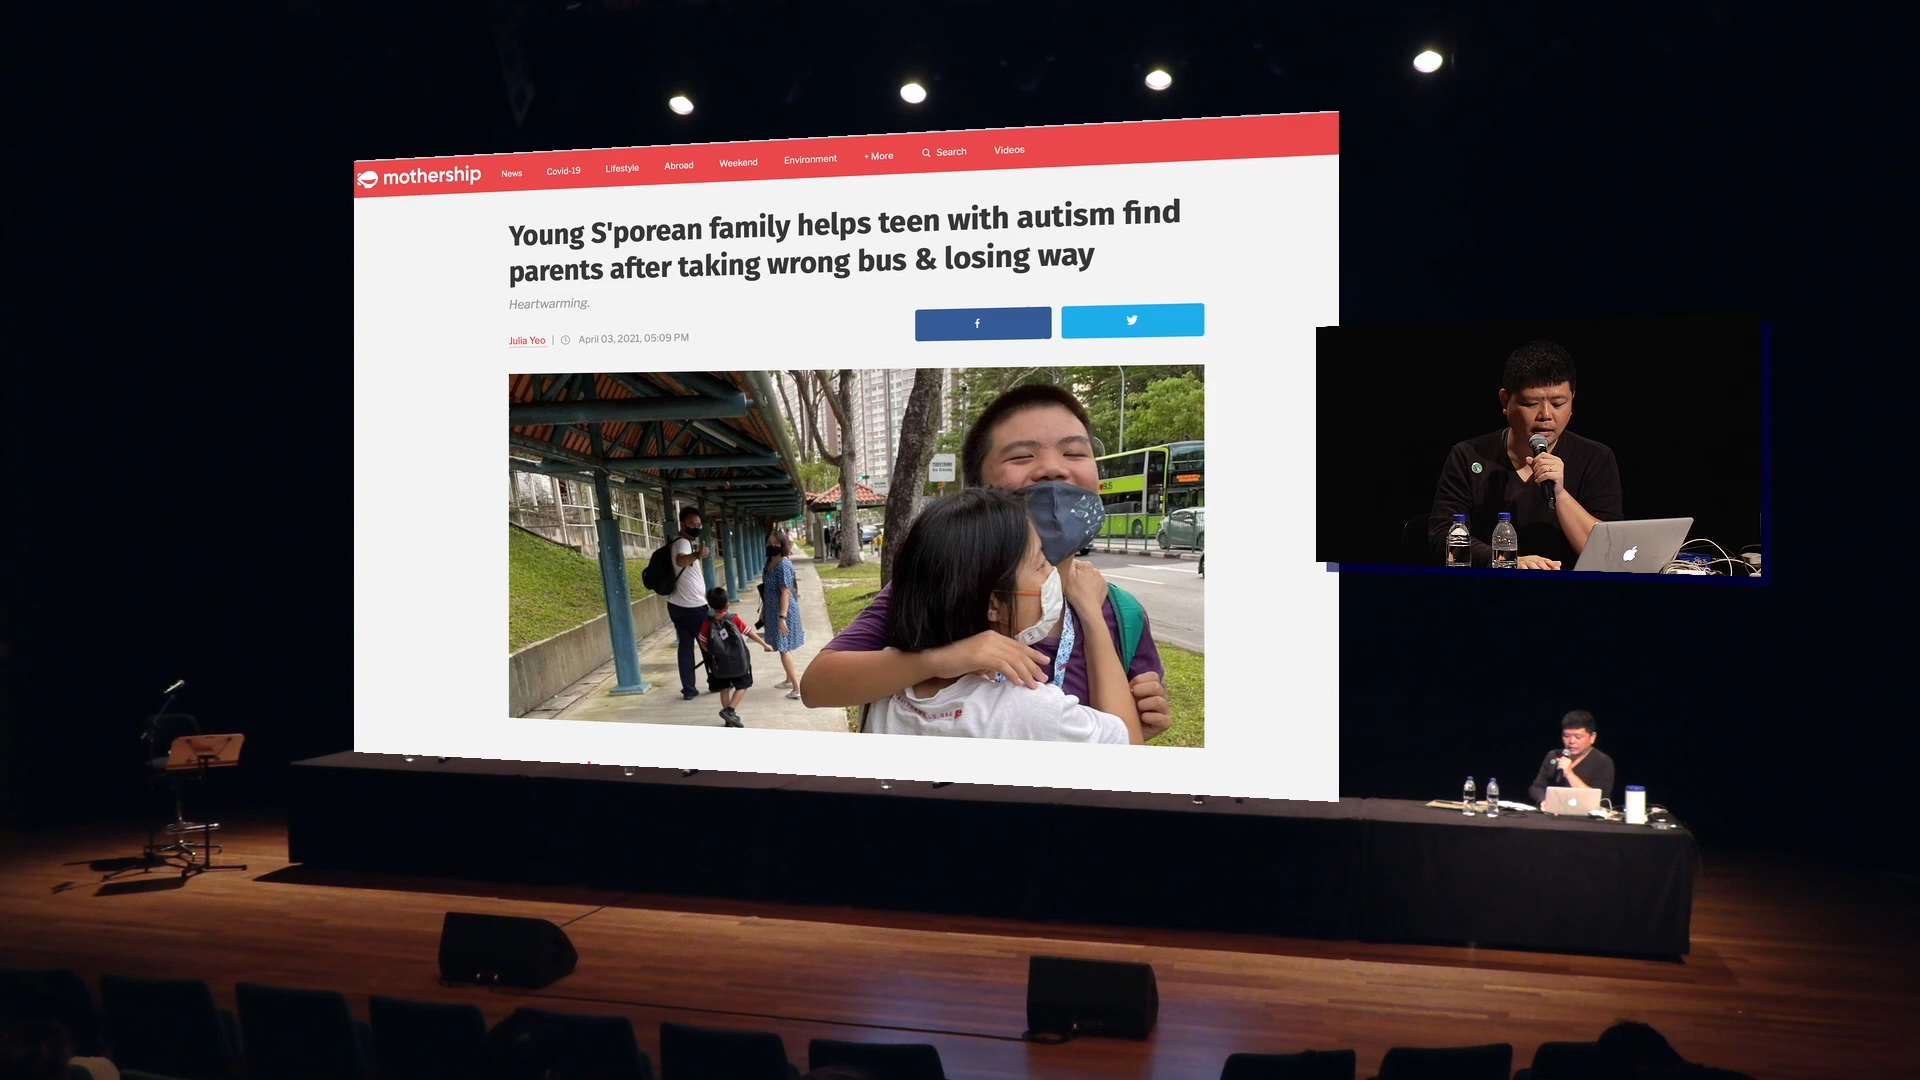 mothership
News Covid-19 Lifestyle Abroad Weekend Environment + More Search Videos
Young S'porean family helps teen with autism find
parents after taking wrong bus & losing way
Heartwarming.
Julia Yeo | April 03, 2021, 05:09 PM